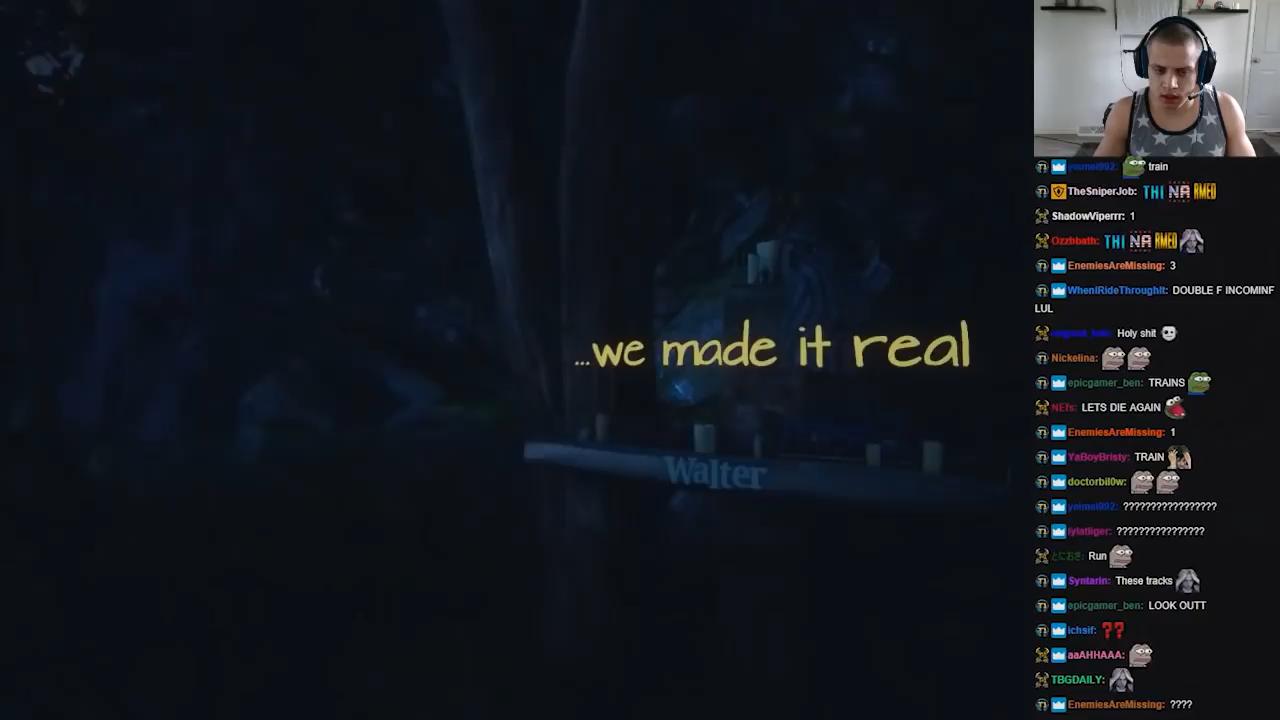 ...we made it real
Walter
train
TheSniperJob: THI NA RMED
ShadowViperrr: 1
Ozzbbath: THI NA RMED
EnemiesAreMissing: 3
WhenIRideThroughIt: DOUBLE F INCOMINF
LUL
Holy shit
Nickelina:
epicgamer_ben: TRAINS
NETs: LETS DIE AGAIN
EnemiesAreMissing: 1
YaBoyBristy: TRAIN
doctorbil0w:
yeimei992: ?????????????????
????????????????
Run
Syntarin: These tracks
epicgamer_ben: LOOK OUTT
ichsif: ??
aaAHHAAA:
TBGDAILY:
EnemiesAreMissing: ????